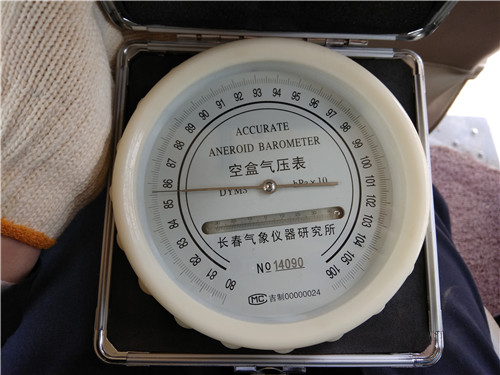 80 81 82 83 84 85 86 87 88 89 90 91 92 93 94 95 96 97 98 99 100 101 102 103 104 105 106
ACCURATE
ANEROID BAROMETER
空盒气压表
DYM3 hPa×10
长春气象仪器研究所
No 14090
MC 吉制00000024